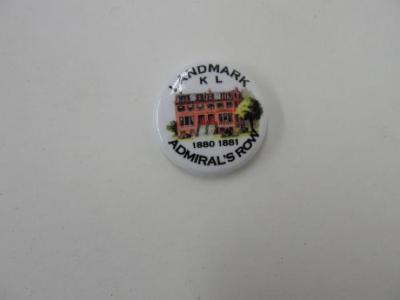 LANDMARK
K L
1880 1881
ADMIRAL'S ROW